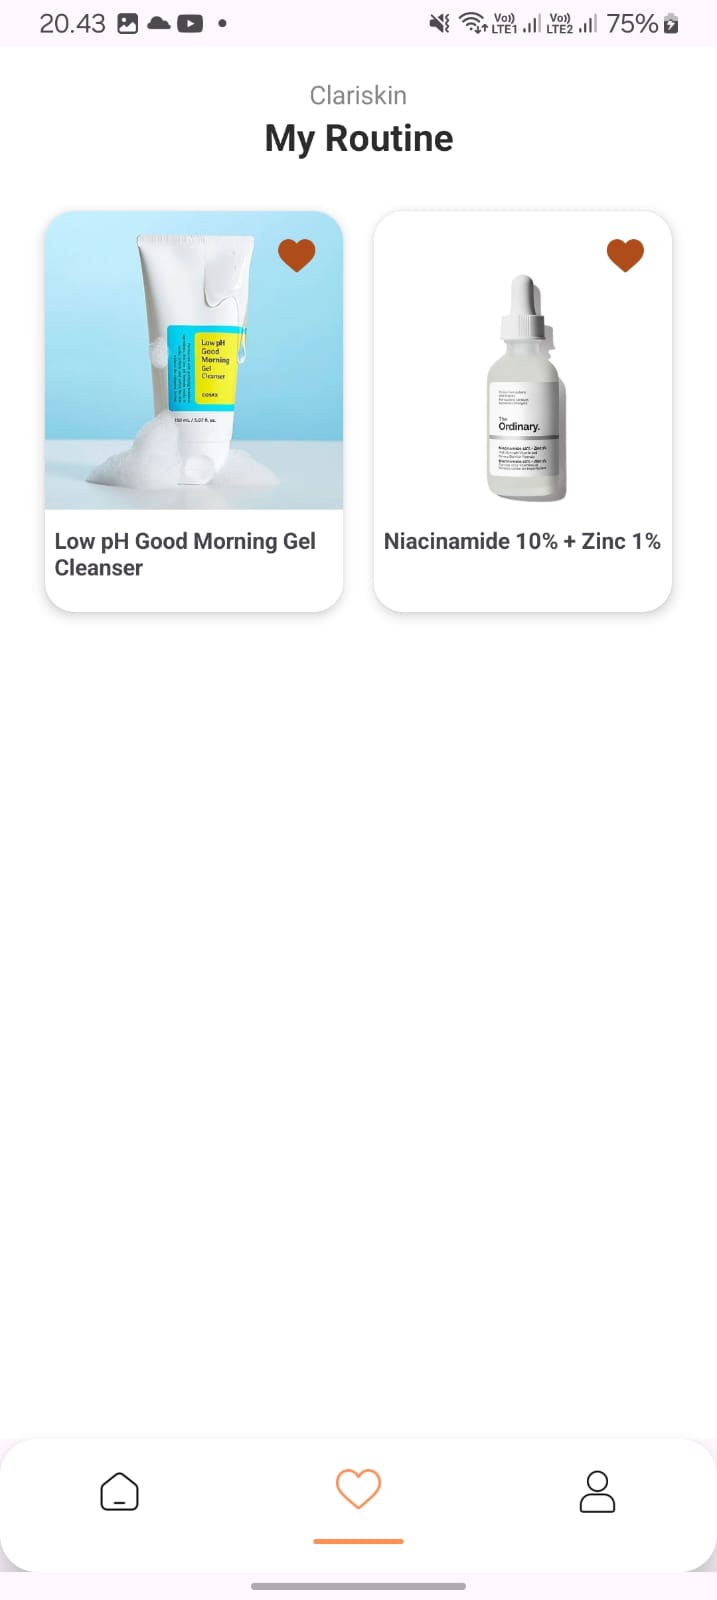 20.43
Vo)) LTE1
Vo)) LTE2
75%
Clariskin
My Routine
Low pH
Good
Morning
Gel
Cleanser
COSRX
150 mL / 5.07 fl. oz.
The
Ordinary.
Niacinamide 10% + Zinc 1%
Low pH Good Morning Gel
Cleanser
Niacinamide 10% + Zinc 1%